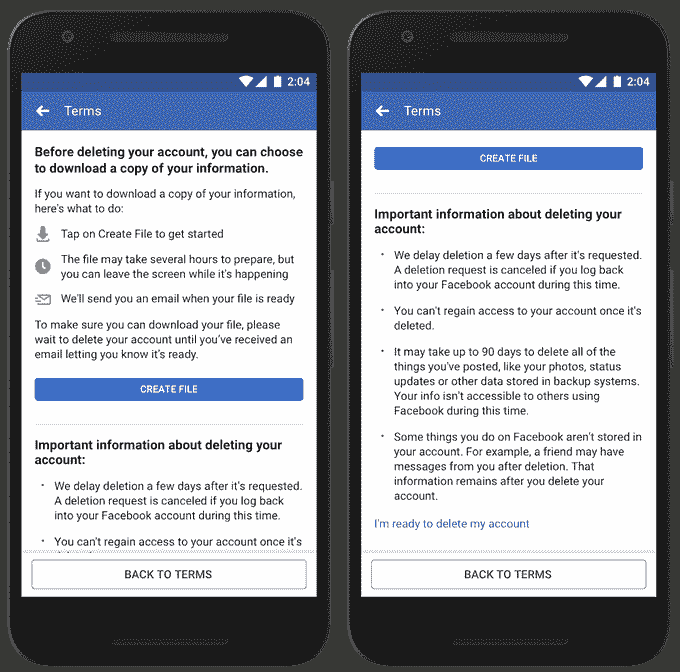 2:04
Terms
Before deleting your account, you can choose
to download a copy of your information.
If you want to download a copy of your information,
here's what to do:
Tap on Create File to get started
The file may take several hours to prepare, but
you can leave the screen while it's happening
We'll send you an email when your file is ready
To make sure you can download your file, please
wait to delete your account until you've received an
email letting you know it's ready.
CREATE FILE
Important information about deleting your
account:
• We delay deletion a few days after it's requested.
A deletion request is canceled if you log back
into your Facebook account during this time.
• You can't regain access to your account once it's
BACK TO TERMS
2:04
Terms
CREATE FILE
Important information about deleting your
account:
• We delay deletion a few days after it's requested.
A deletion request is canceled if you log back
into your Facebook account during this time.
• You can't regain access to your account once it's
deleted.
• It may take up to 90 days to delete all of the
things you've posted, like your photos, status
updates or other data stored in backup systems.
Your info isn't accessible to others using
Facebook during this time.
• Some things you do on Facebook aren't stored in
your account. For example, a friend may have
messages from you after deletion. That
information remains after you delete your
account.
I'm ready to delete my account
BACK TO TERMS